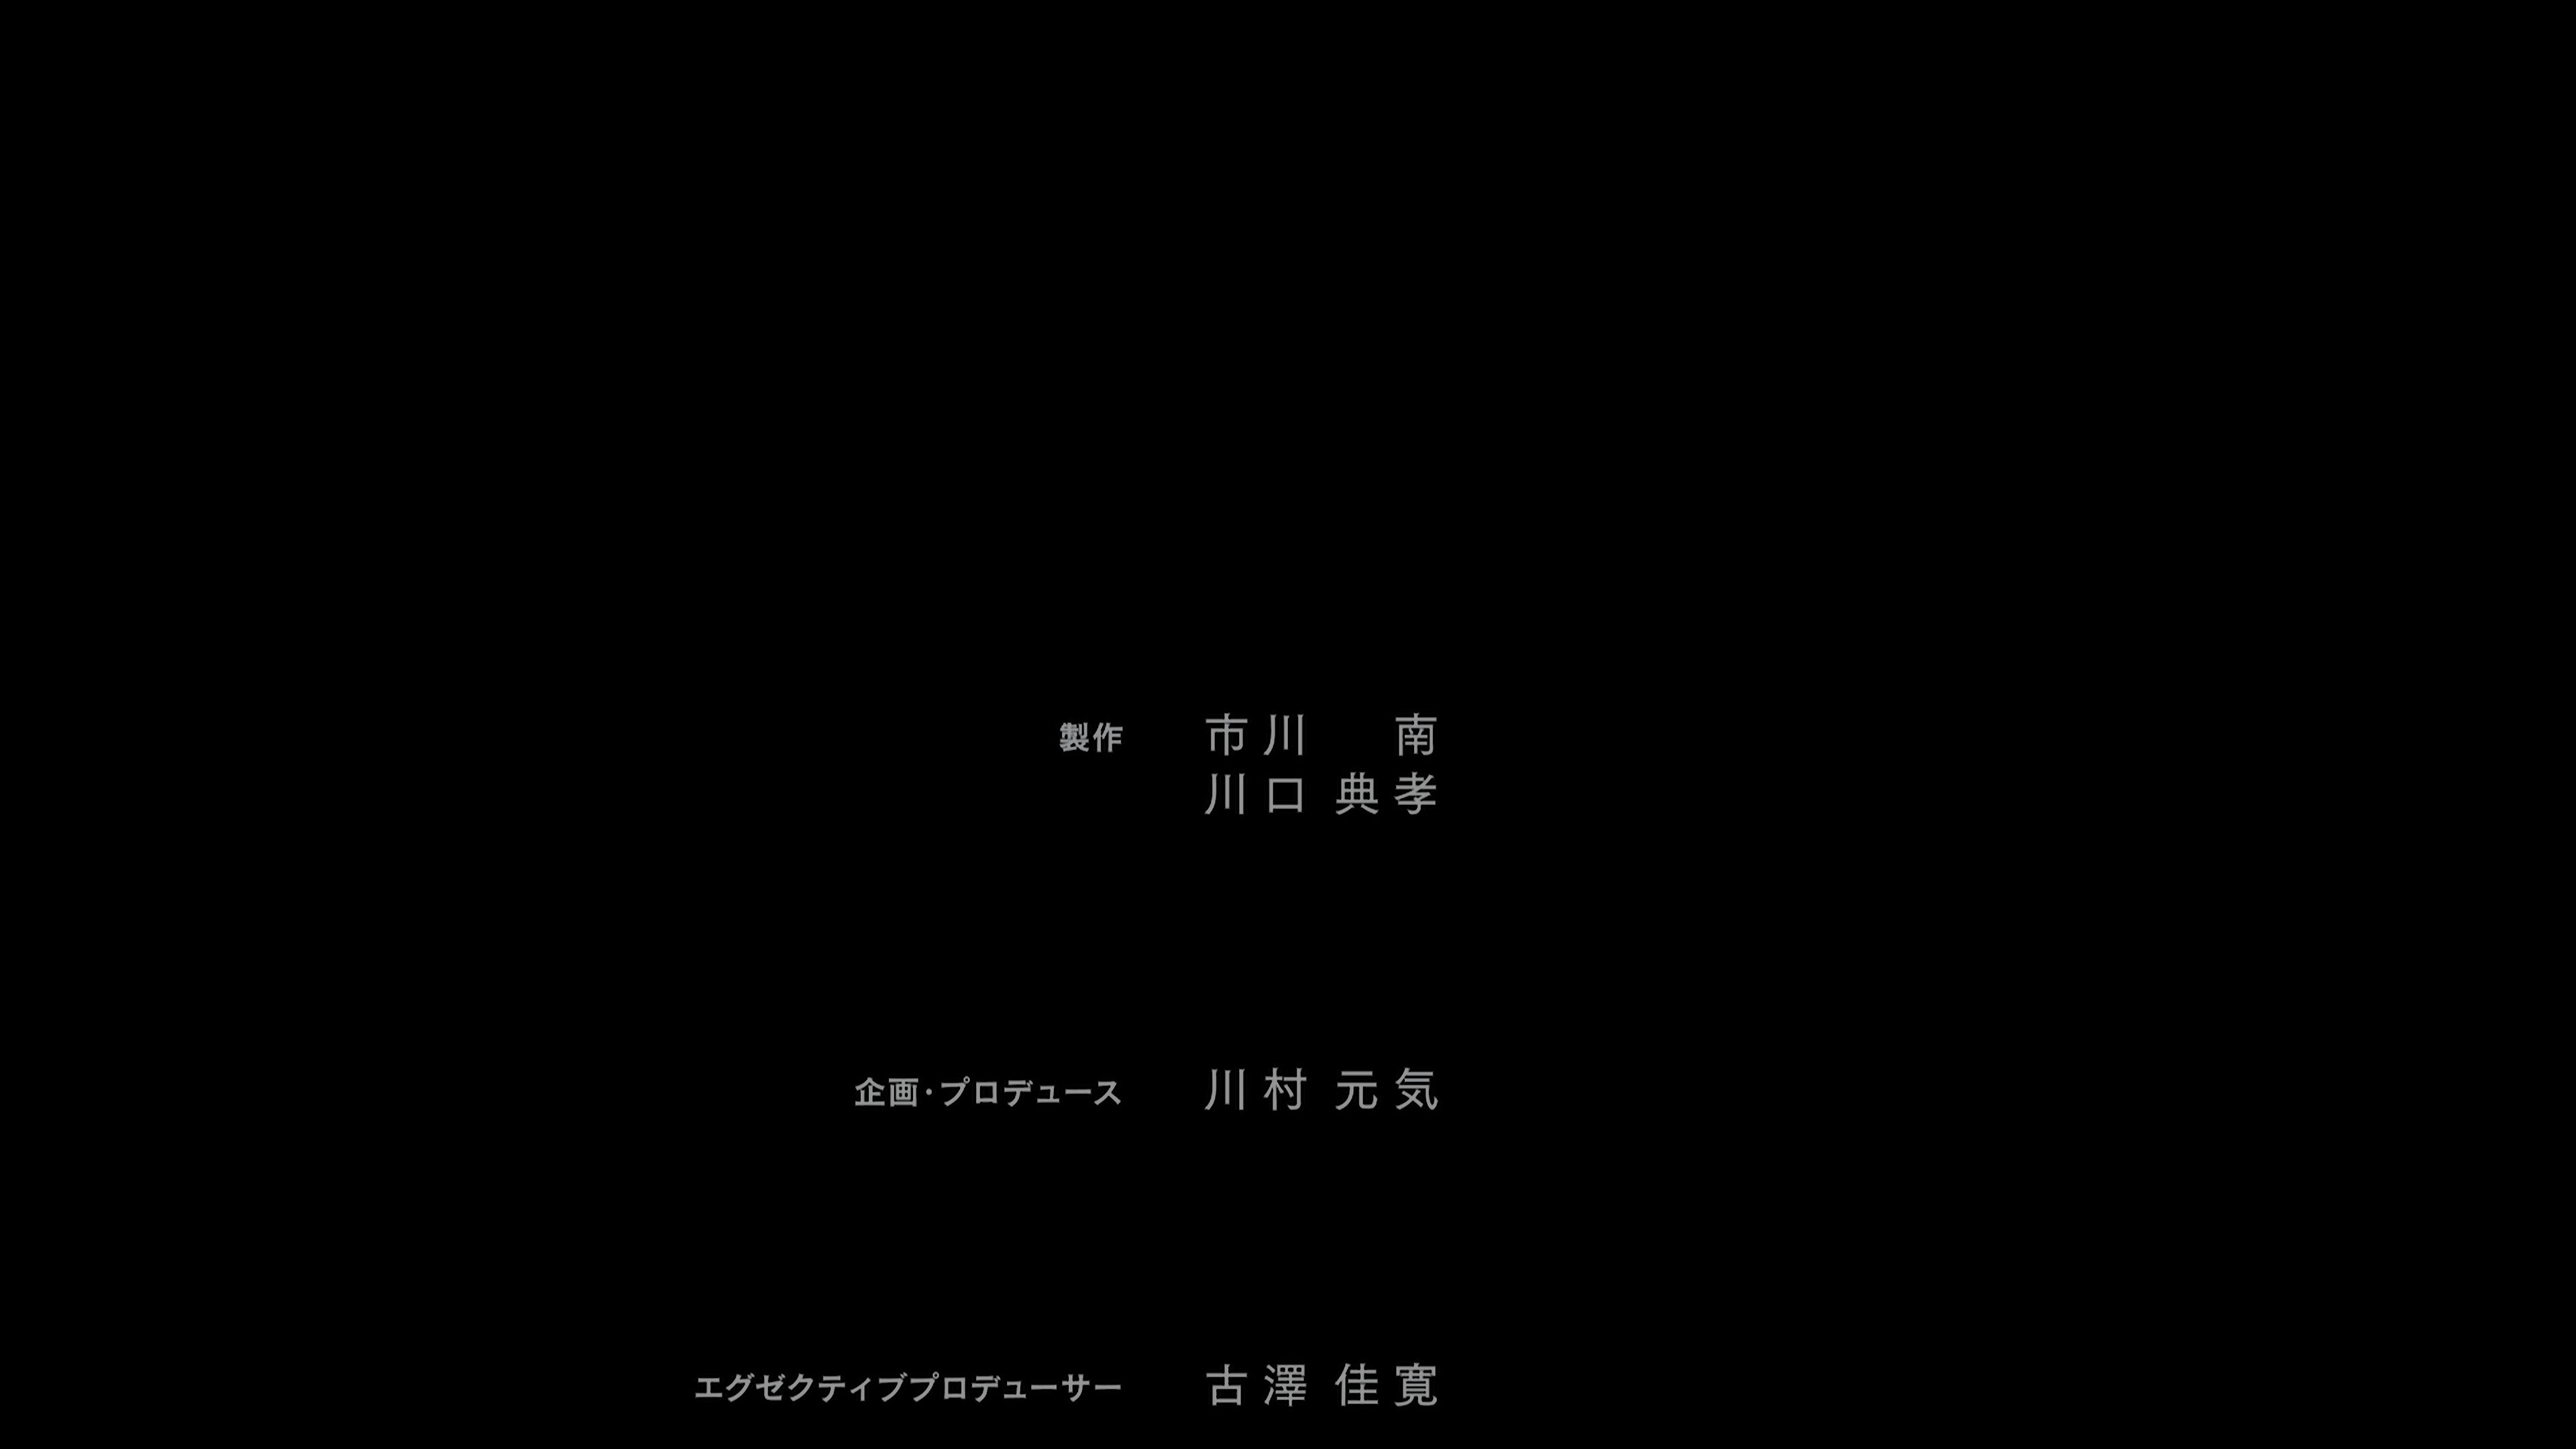 製作 市川 南
川口 典孝
企画・プロデュース 川村 元気
エグゼクティブプロデューサー 古澤 佳寛